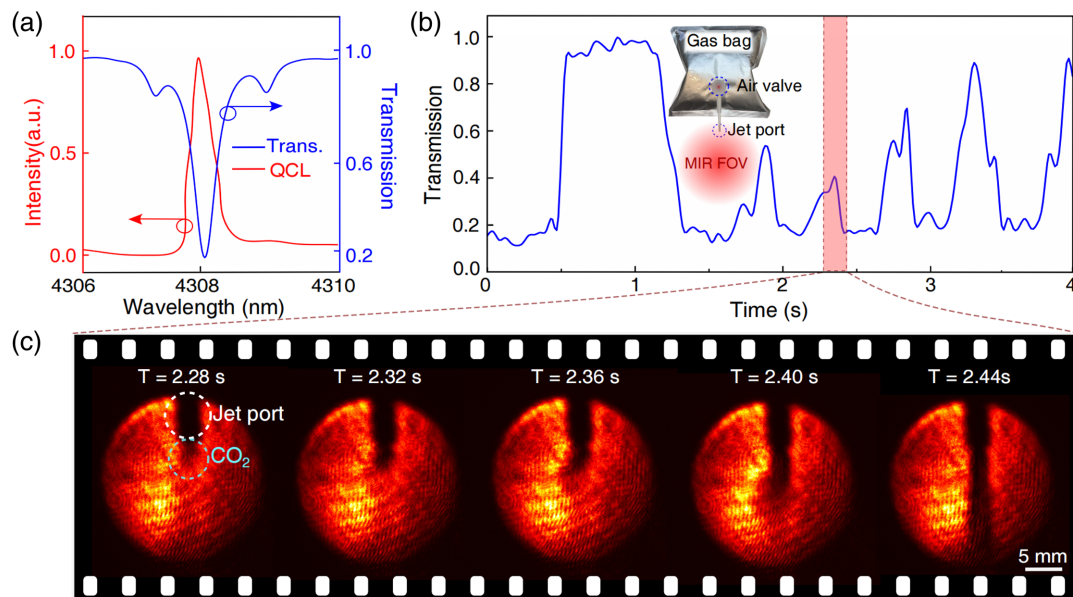 (a)
1.0
0.5
0.0
Intensity(a.u.)
1.0
0.6
0.2
Transmission
Trans.
QCL
4306
4308
4310
Wavelength (nm)
(b)
1.0
0.8
0.6
0.4
0.2
0.0
Transmission
Gas bag
Air valve
Jet port
MIR FOV
0
1
2
3
4
Time (s)
(c)
T = 2.28 s
T = 2.32 s
T = 2.36 s
T = 2.40 s
T = 2.44s
Jet port
CO₂
5 mm